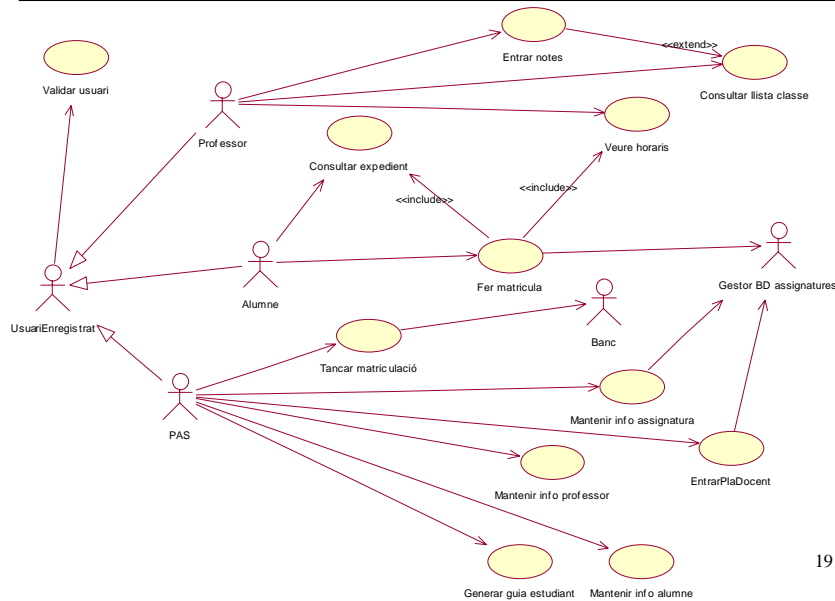 Entrar notes
<<extend>>
Validar usuari
Consultar llista classe
Professor
Veure horaris
Consultar expedient
<<include>>
<<include>>
Gestor BD assignatures
Fer matricula
Alumne
UsuariEnregistrat
Banc
Tancar matriculació
Mantenir info assignatura
PAS
EntrarPlaDocent
Mantenir info professor
19
Generar guia estudiant
Mantenir info alumne